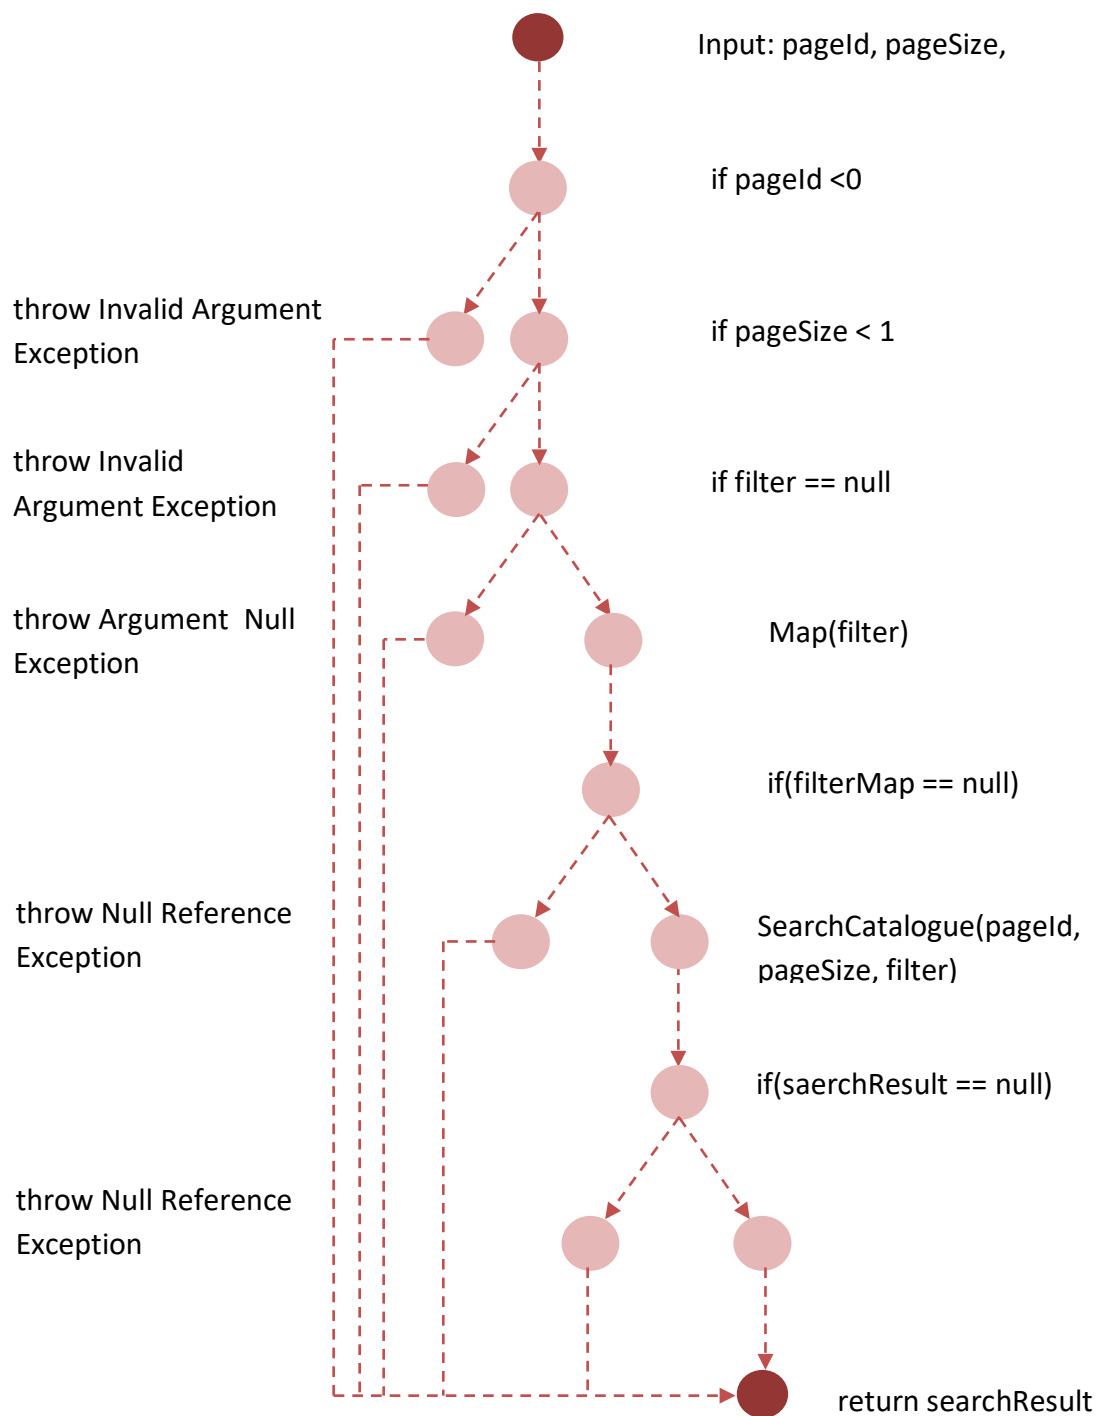 Input: pageId, pageSize,
if pageId <0
throw Invalid Argument
Exception
if pageSize < 1
throw Invalid
Argument Exception
if filter == null
throw Argument  Null
Exception
Map(filter)
if(filterMap == null)
throw Null Reference
Exception
SearchCatalogue(pageId,
pageSize, filter)
if(saerchResult == null)
throw Null Reference
Exception
return searchResult